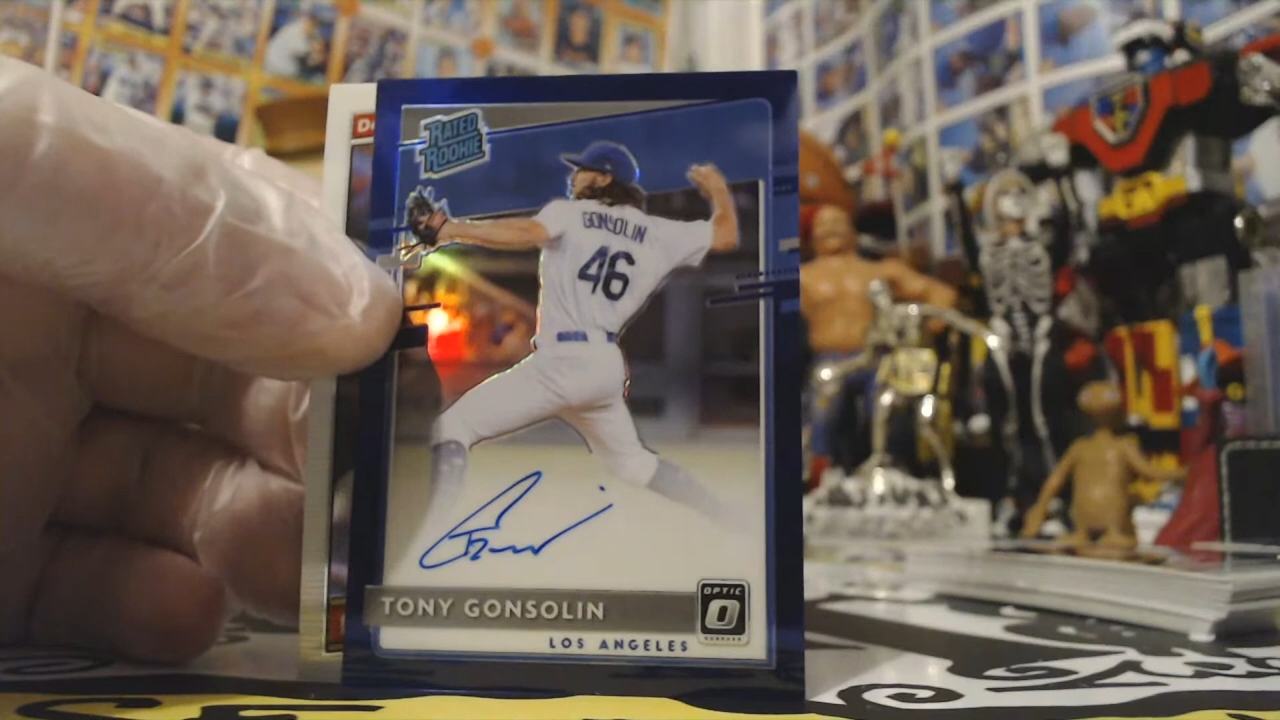 RATED
ROOKIE
GONSOLIN
46
TONY GONSOLIN
OPTIC
O
LOS ANGELES